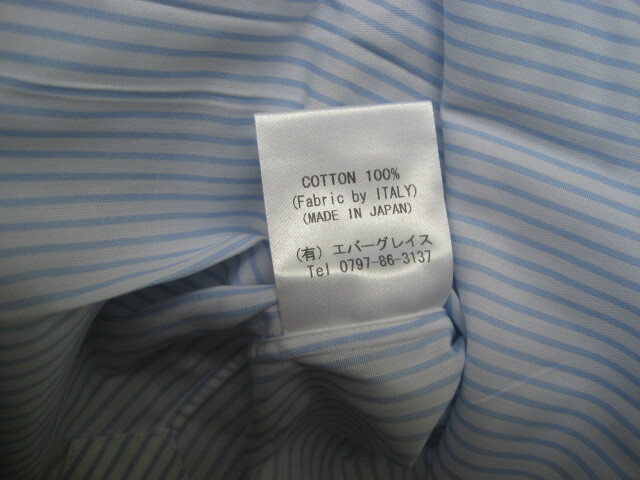 COTTON 100%
(Fabric by ITALY)
(MADE IN JAPAN)
(有) エバーグレイス
Tel 0797-86-3137